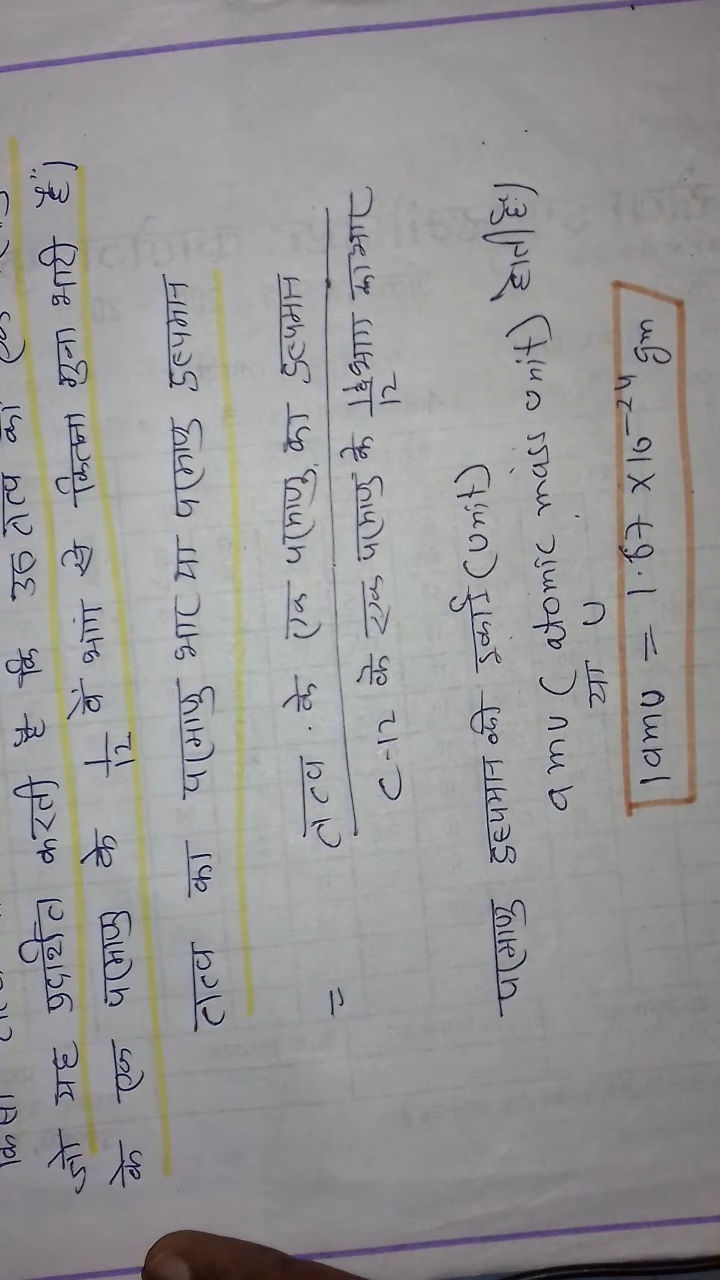 जो यह प्रदर्शित करती है कि उस तत्व का एक
के एक परमाणु के 1/12 वें भाग से कितना गुना भारी है"।
तत्व का परमाणु भार या परमाणु द्रव्यमान
= तत्व के एक परमाणु का द्रव्यमान
C-12 के एक परमाणु के 1/12 भाग का भार
परमाणु द्रव्यमान की इकाई (unit)
amu (atomic mass unit) होता है।
या u
1amu = 1.67 × 10⁻²⁴ gm